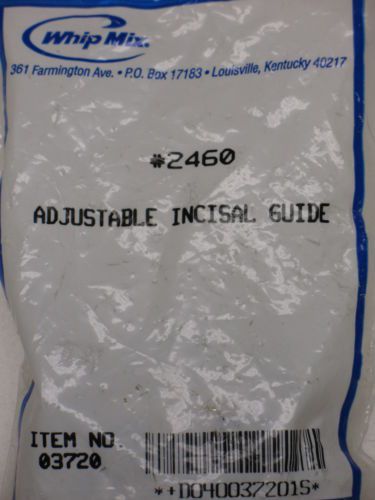 Whip Mix.
361 Farmington Ave. • P.O. Box 17183 • Louisville, Kentucky 40217
#2460
ADJUSTABLE INCISAL GUIDE
ITEM NO.
03720
*+D040037201S*